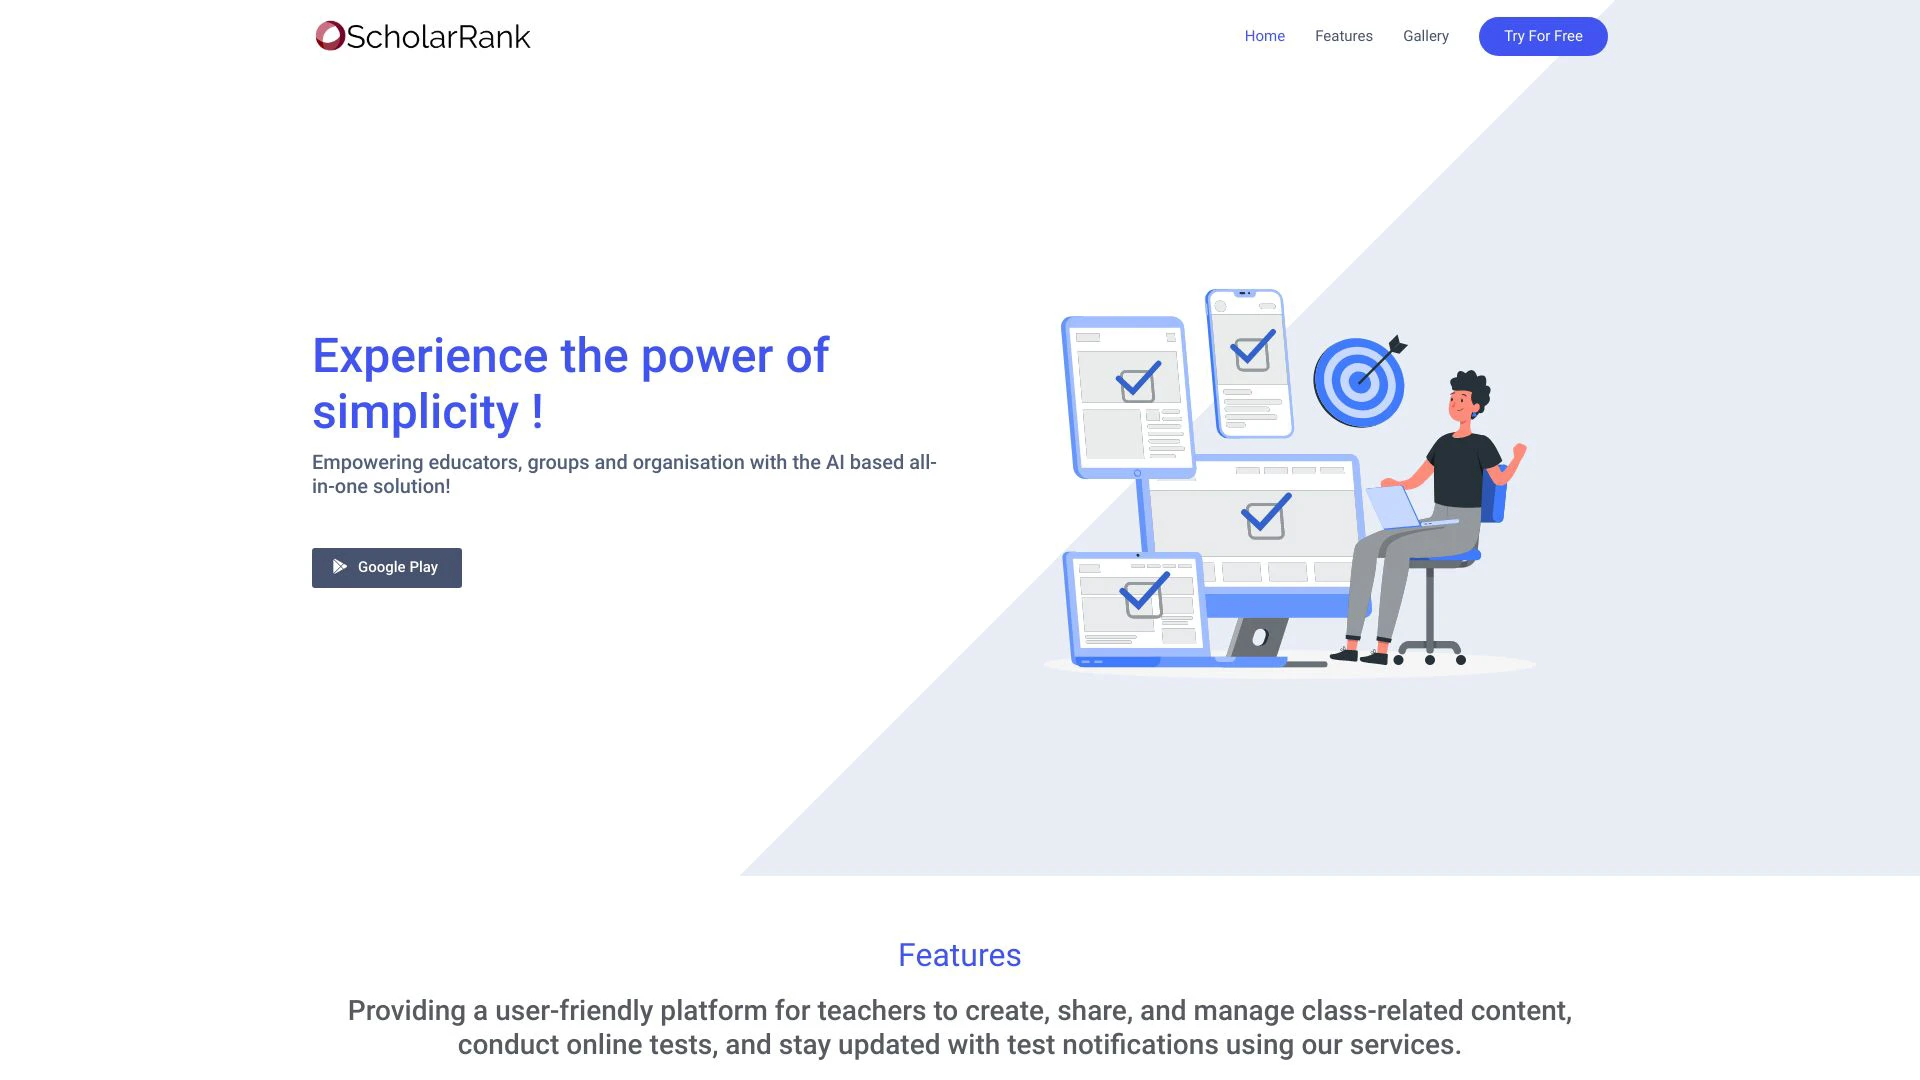 ScholarRank
Home
Features
Gallery
Try For Free
Experience the power of
simplicity !
Empowering educators, groups and organisation with the AI based all-
in-one solution!
Google Play
Features
Providing a user-friendly platform for teachers to create, share, and manage class-related content,
conduct online tests, and stay updated with test notifications using our services.